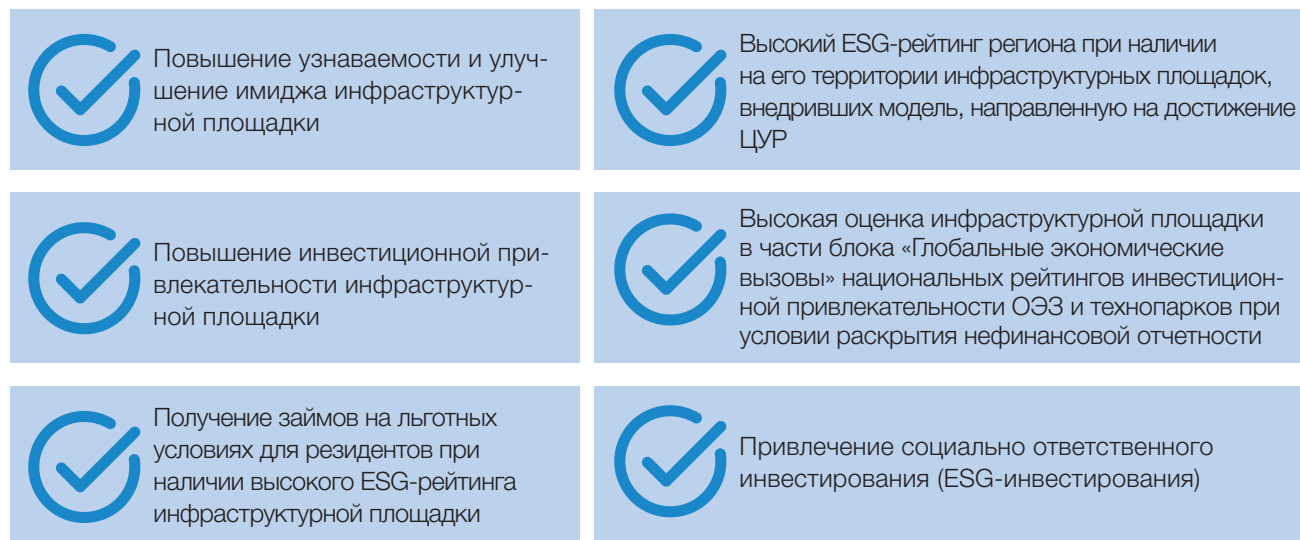 Повышение узнаваемости и улуч-
шение имиджа инфраструктур-
ной площадки
Высокий ESG-рейтинг региона при наличии
на его территории инфраструктурных площадок,
внедривших модель, направленную на достижение
ЦУР
Повышение инвестиционной при-
влекательности инфраструктур-
ной площадки
Высокая оценка инфраструктурной площадки
в части блока «Глобальные экономические
вызовы» национальных рейтингов инвестицион-
ной привлекательности ОЭЗ и технопарков при
условии раскрытия нефинансовой отчетности
Получение займов на льготных
условиях для резидентов при
наличии высокого ESG-рейтинга
инфраструктурной площадки
Привлечение социально ответственного
инвестирования (ESG-инвестирования)